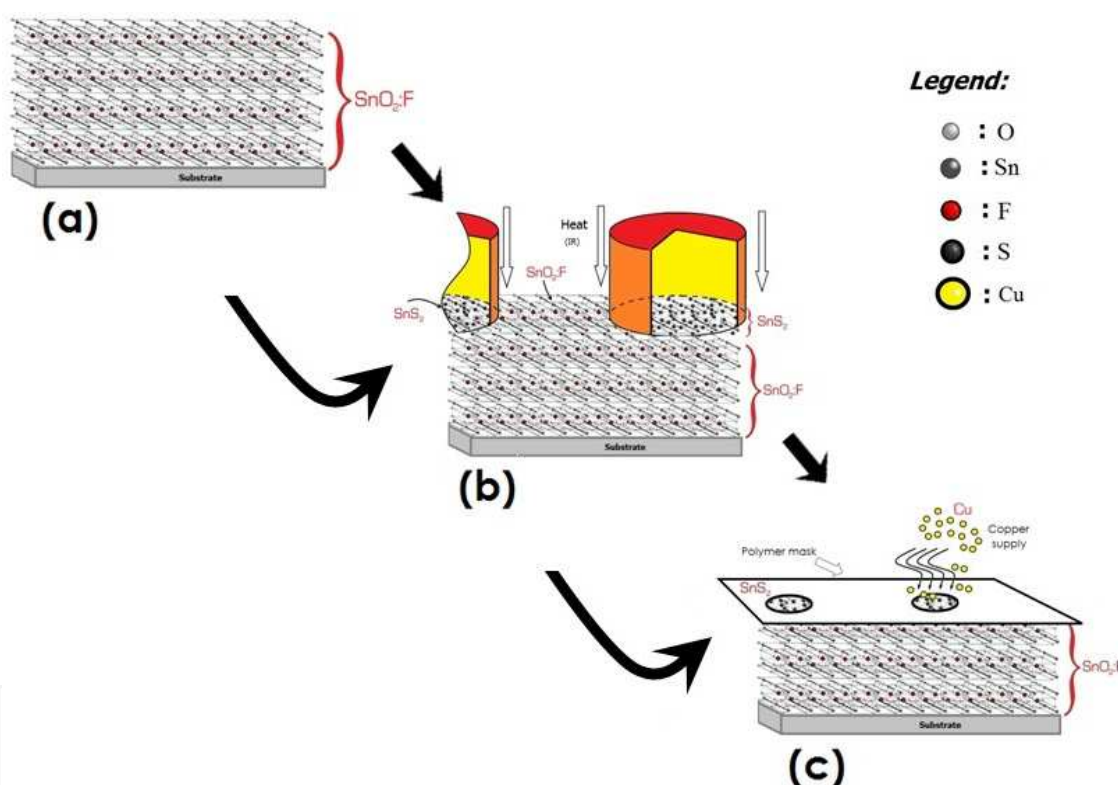 SnO₂:F
Substrate
(a)
Legend:
: O
: Sn
: F
: S
: Cu
Heat
(IR)
SnO₂:F
SnS₂
SnS₂
SnO₂:F
Substrate
(b)
Cu
Copper
supply
Polymer mask
SnS₂
SnO₂:F
Substrate
(c)